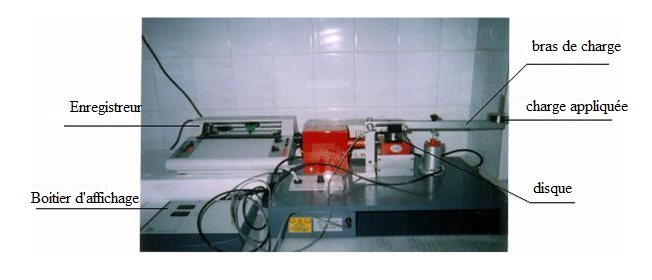 bras de charge
Enregistreur
charge appliquée
Boitier d'affichage
disque